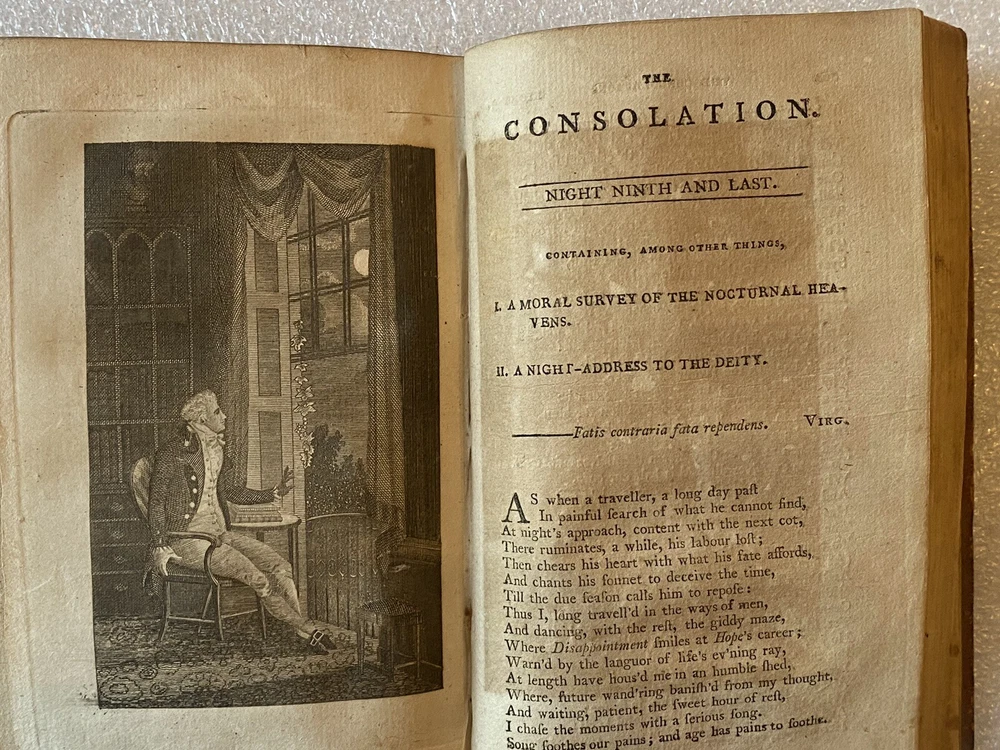 THE
CONSOLATION.
NIGHT NINTH AND LAST.
CONTAINING, AMONG OTHER THINGS,
I. A MORAL SURVEY OF THE NOCTURNAL HEA-
VENS.
II. A NIGHT-ADDRESS TO THE DEITY.
———Fatis contraria fata rependens. VIRG.
AS when a traveller, a long day paſt
In painful ſearch of what he cannot find,
At night's approach, content with the next cot,
There ruminates, a while, his labour loſt;
Then chears his heart with what his fate affords,
And chants his ſonnet to deceive the time,
Till the due ſeaſon calls him to repoſe:
Thus I, long travell'd in the ways of men,
And dancing, with the reſt, the giddy maze,
Where Diſappointment ſmiles at Hope's career;
Warn'd by the languor of life's ev'ning ray,
At length have hous'd me in an humble ſhed,
Where, future wand'ring baniſh'd from my thought,
And waiting, patient, the ſweet hour of reſt,
I chaſe the moments with a ſerious ſong.
Song ſoothes our pains; and age has pains to ſoothe.